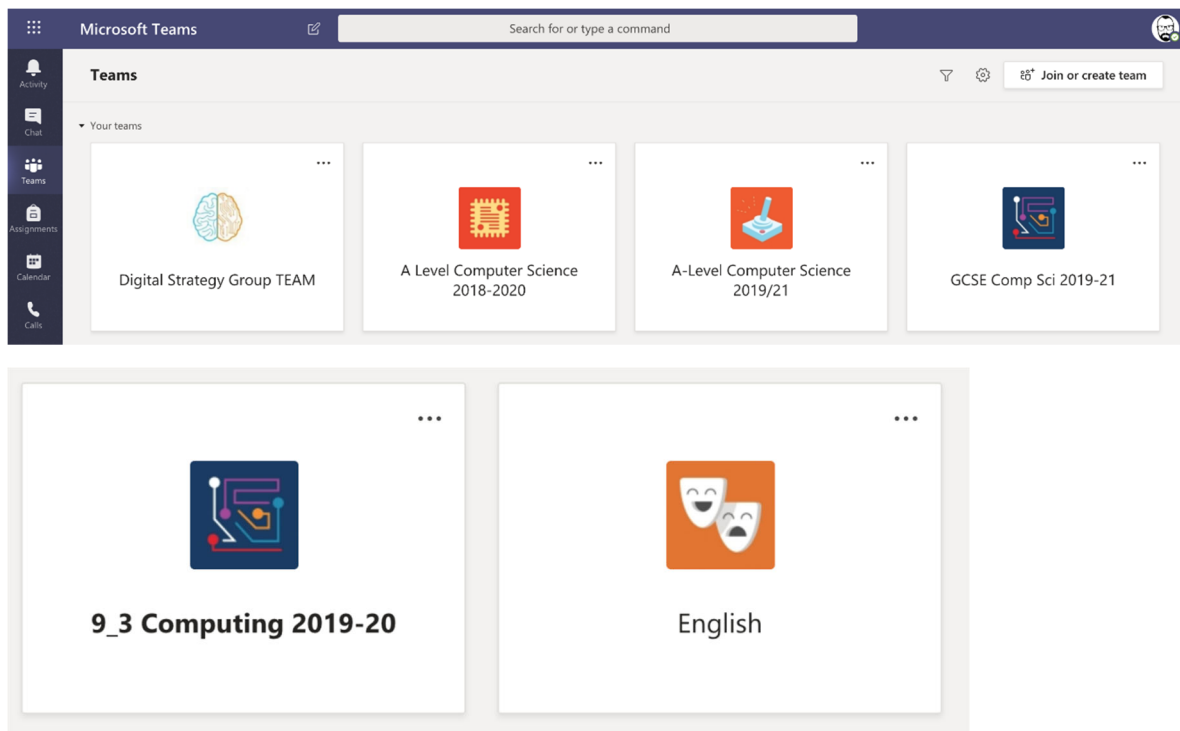 Microsoft Teams
Search for or type a command
Activity
Chat
Teams
Assignments
Calendar
Calls
Teams
Join or create team
Your teams
Digital Strategy Group TEAM
A Level Computer Science
2018-2020
A-Level Computer Science
2019/21
GCSE Comp Sci 2019-21
9_3 Computing 2019-20
English